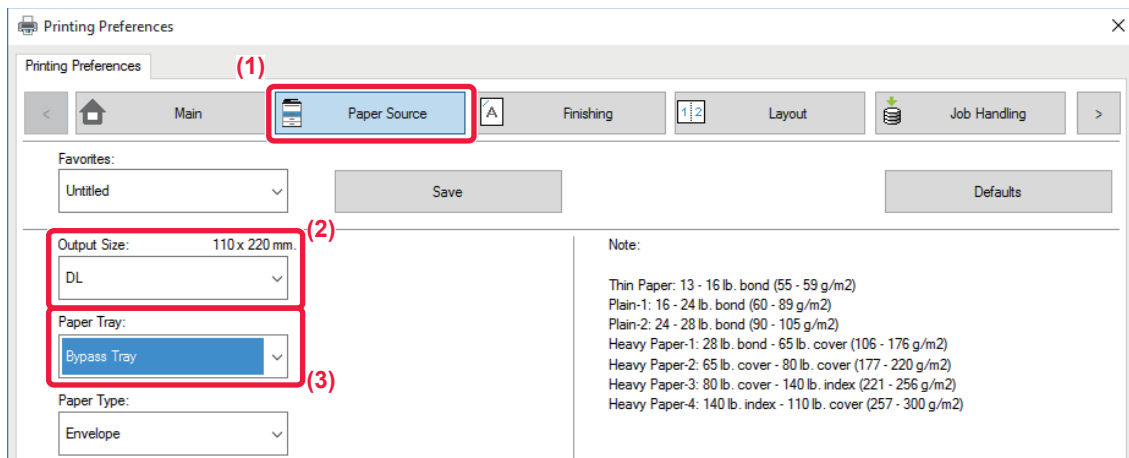 Printing Preferences
Printing Preferences
(1)
< Main Paper Source A Finishing 1 2 Layout Job Handling >
Favorites:
Untitled Save Defaults
(2)
Output Size: 110 x 220 mm.
DL
Paper Tray:
Bypass Tray
(3)
Paper Type:
Envelope
Note:
Thin Paper: 13 - 16 lb. bond (55 - 59 g/m2)
Plain-1: 16 - 24 lb. bond (60 - 89 g/m2)
Plain-2: 24 - 28 lb. bond (90 - 105 g/m2)
Heavy Paper-1: 28 lb. bond - 65 lb. cover (106 - 176 g/m2)
Heavy Paper-2: 65 lb. cover - 80 lb. cover (177 - 220 g/m2)
Heavy Paper-3: 80 lb. cover - 140 lb. index (221 - 256 g/m2)
Heavy Paper-4: 140 lb. index - 110 lb. cover (257 - 300 g/m2)